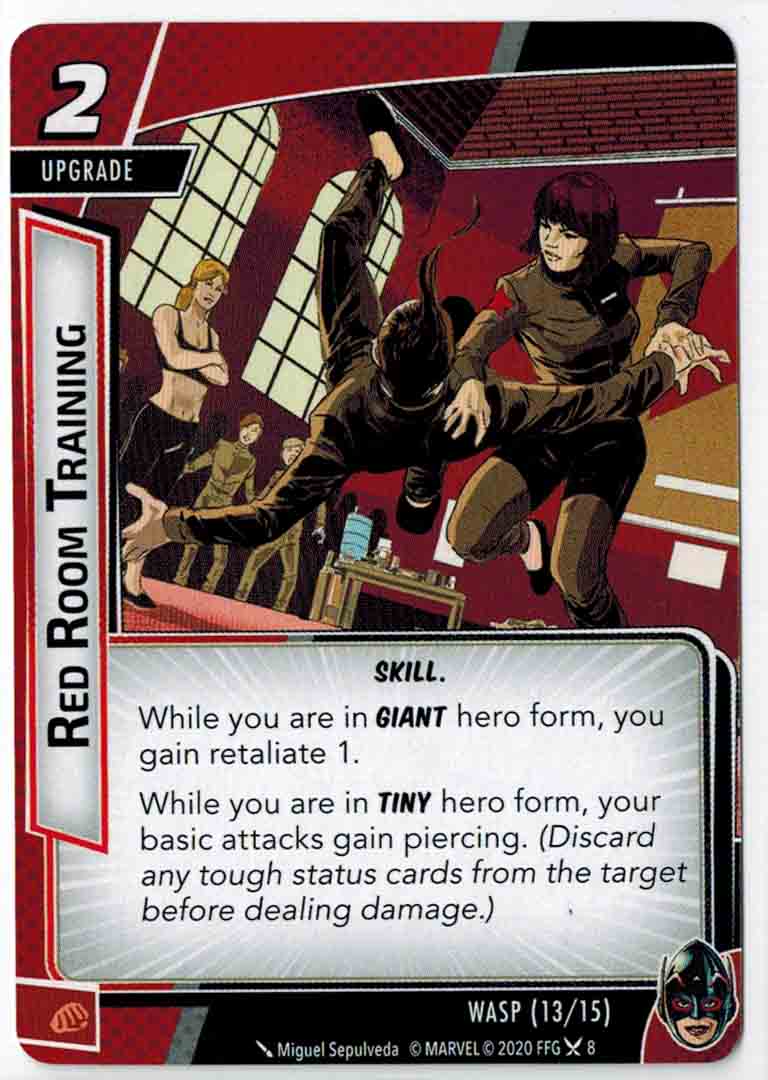 2
UPGRADE
RED ROOM TRAINING
SKILL.
While you are in GIANT hero form, you
gain retaliate 1.
While you are in TINY hero form, your
basic attacks gain piercing. (Discard
any tough status cards from the target
before dealing damage.)
WASP (13/15)
Miguel Sepulveda © MARVEL © 2020 FFG 8